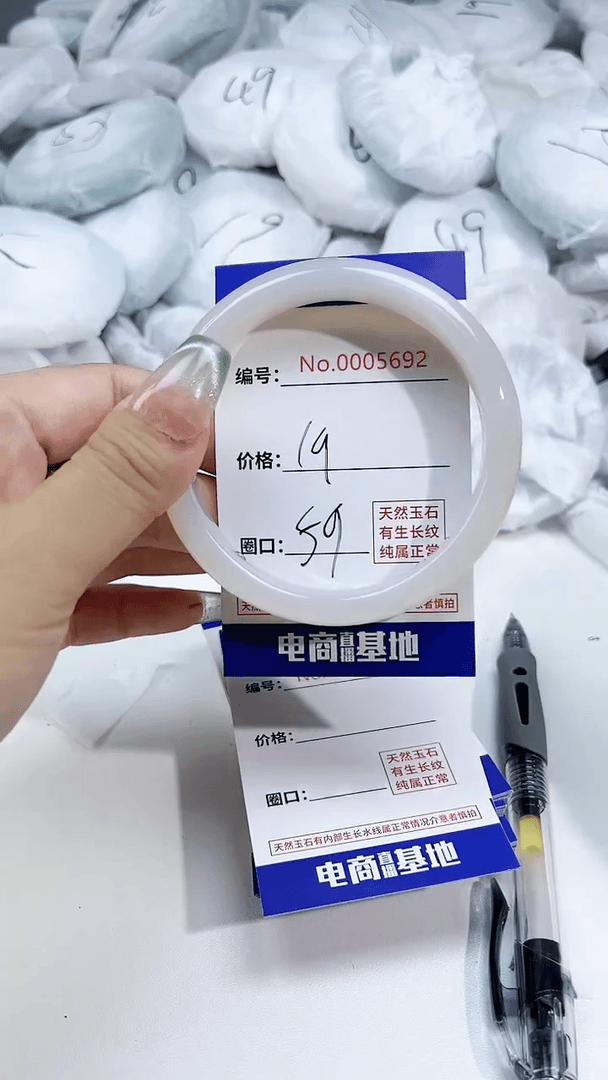 49
49
编号: No.0005692
价格: 19
圈口: 59
天然玉石
有生长纹
纯属正常
电商直播基地
编号:
价格:
圈口:
天然玉石
有生长纹
纯属正常
天然玉石有内部生长水线属正常情况介意者慎拍
电商直播基地